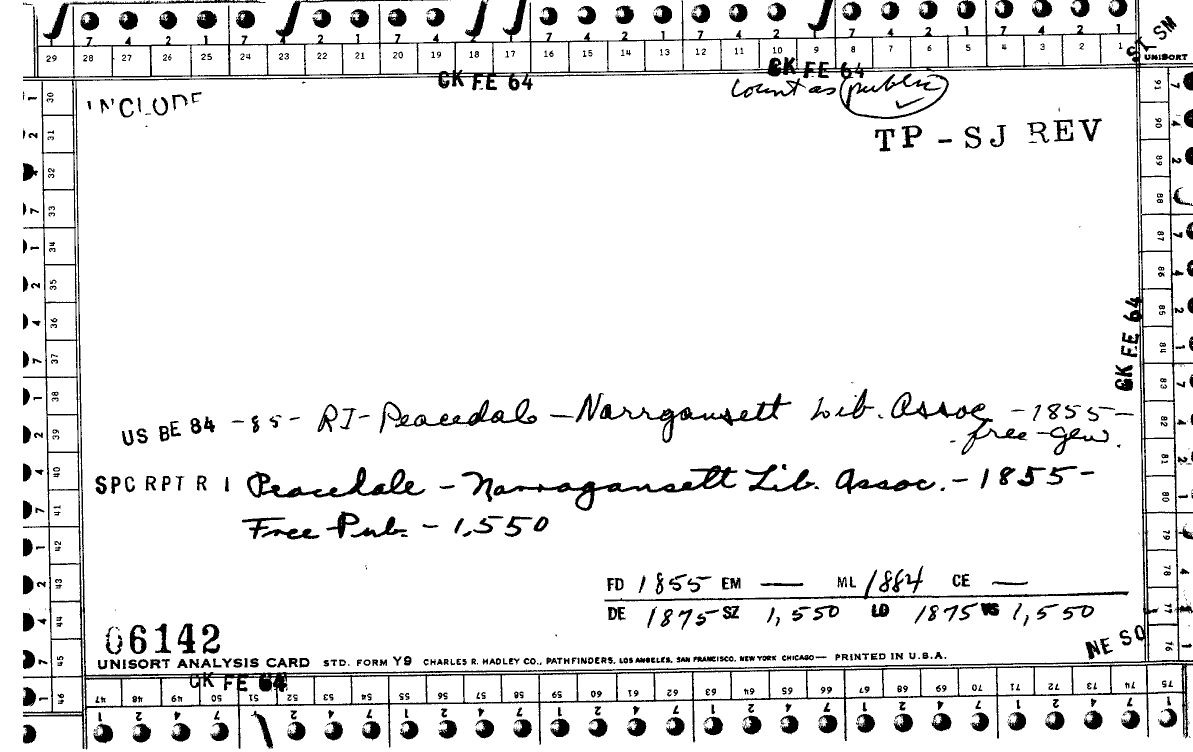 7 4 2 1 7 4 2 1 7 4 2 1 7 4 2 1 7 4 2 1 7 4 2 1
29 28 27 26 25 24 23 22 21 20 19 18 17 16 15 14 13 12 11 10 9 8 7 6 5 4 3 2 1
UNISORT
CK FE 64 CK FE 64
INCLUDE
count as public
TP - SJ REV
30 31 32 33 34 35 36 37 38 39 40 41 42 43 44 45 46
91 90 89 88 87 86 85 84 83 82 81 80 79 78 77 76 75
CK FE 64
US BE 84 -85- RI- Peacedale - Narrgansett Lib. Assoc -1855-
free-gen.
SPC RPT R I Peacedale - Narragansett Lib. Assoc. - 1855-
Free Pub. - 1,550
FD 1855 EM — ML 1884 CE —
DE 1875 SZ 1,550 LD 1875 VS 1,550
06142
NE SO
UNISORT ANALYSIS CARD STD. FORM Y9 CHARLES R. HADLEY CO., PATHFINDERS, LOS ANGELES, SAN FRANCISCO, NEW YORK CHICAGO— PRINTED IN U.S.A.
CK FE 64
47 48 49 50 51 52 53 54 55 56 57 58 59 60 61 62 63 64 65 66 67 68 69 70 71 72 73 74 75
1 2 4 7 2 4 7 1 2 4 7 1 2 4 7 1 2 4 7 1 2 4 7 1 2 4 7 1